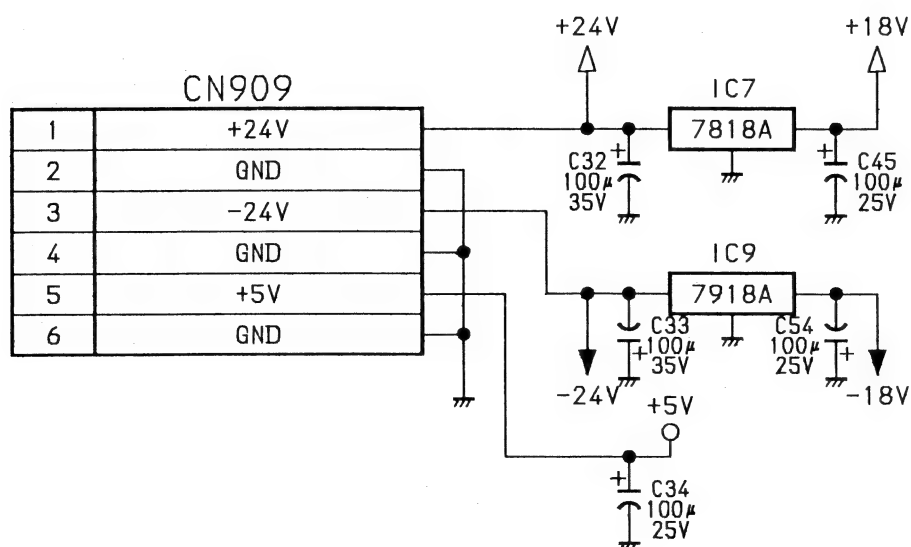 +24V
+18V
CN909
IC7
1 +24V
7818A
2 GND
+ C32
100μ
35V
+ C45
100μ
25V
3 -24V
4 GND
IC9
5 +5V
7918A
6 GND
C33
100μ
+ 35V
C54
100μ
25V +
-24V
-18V
+5V
+ C34
100μ
25V